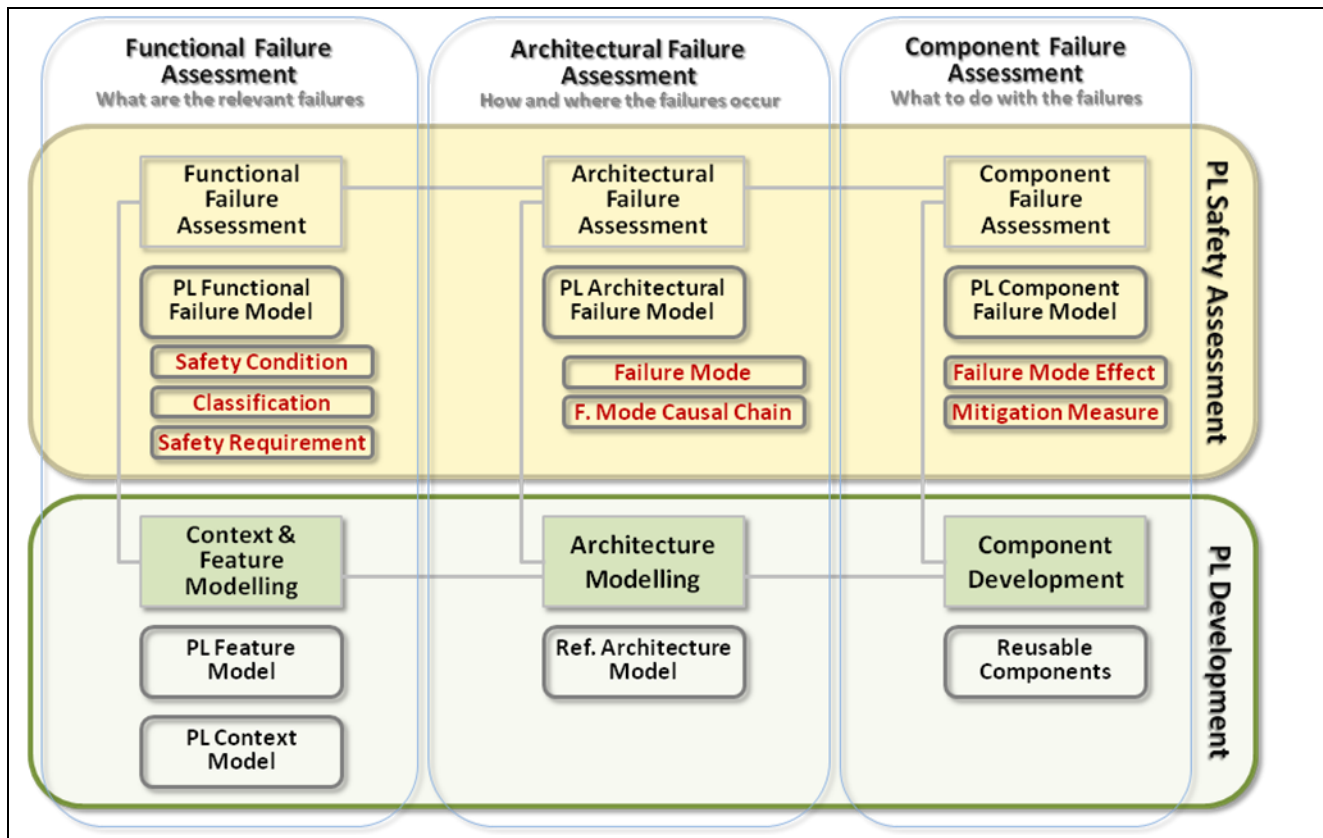 Functional Failure
Assessment
What are the relevant failures
Architectural Failure
Assessment
How and where the failures occur
Component Failure
Assessment
What to do with the failures
Functional
Failure
Assessment
Architectural
Failure
Assessment
Component
Failure
Assessment
PL Functional
Failure Model
PL Architectural
Failure Model
PL Component
Failure Model
Safety Condition
Classification
Safety Requirement
Failure Mode
F. Mode Causal Chain
Failure Mode Effect
Mitigation Measure
PL Safety Assessment
Context &
Feature
Modelling
Architecture
Modelling
Component
Development
PL Feature
Model
Ref. Architecture
Model
Reusable
Components
PL Context
Model
PL Development